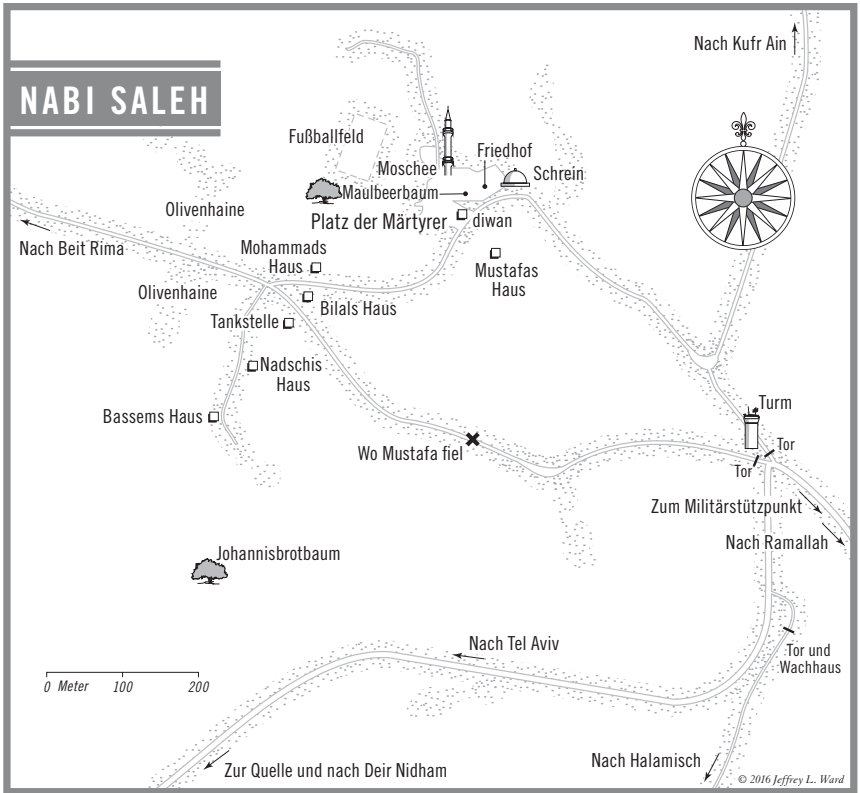 Nach Kufr Ain
NABI SALEH
Fußballfeld
Friedhof
Moschee
Schrein
Maulbeerbaum
Olivenhaine
Platz der Märtyrer
diwan
Nach Beit Rima
Mohammads
Haus
Mustafas
Haus
Olivenhaine
Bilals Haus
Tankstelle
Nadschis
Haus
Bassems Haus
Turm
Wo Mustafa fiel
Tor
Tor
Zum Militärstützpunkt
Nach Ramallah
Johannisbrotbaum
Nach Tel Aviv
Tor und
Wachhaus
0 Meter 100 200
Zur Quelle und nach Deir Nidham
Nach Halamisch
© 2016 Jeffrey L. Ward